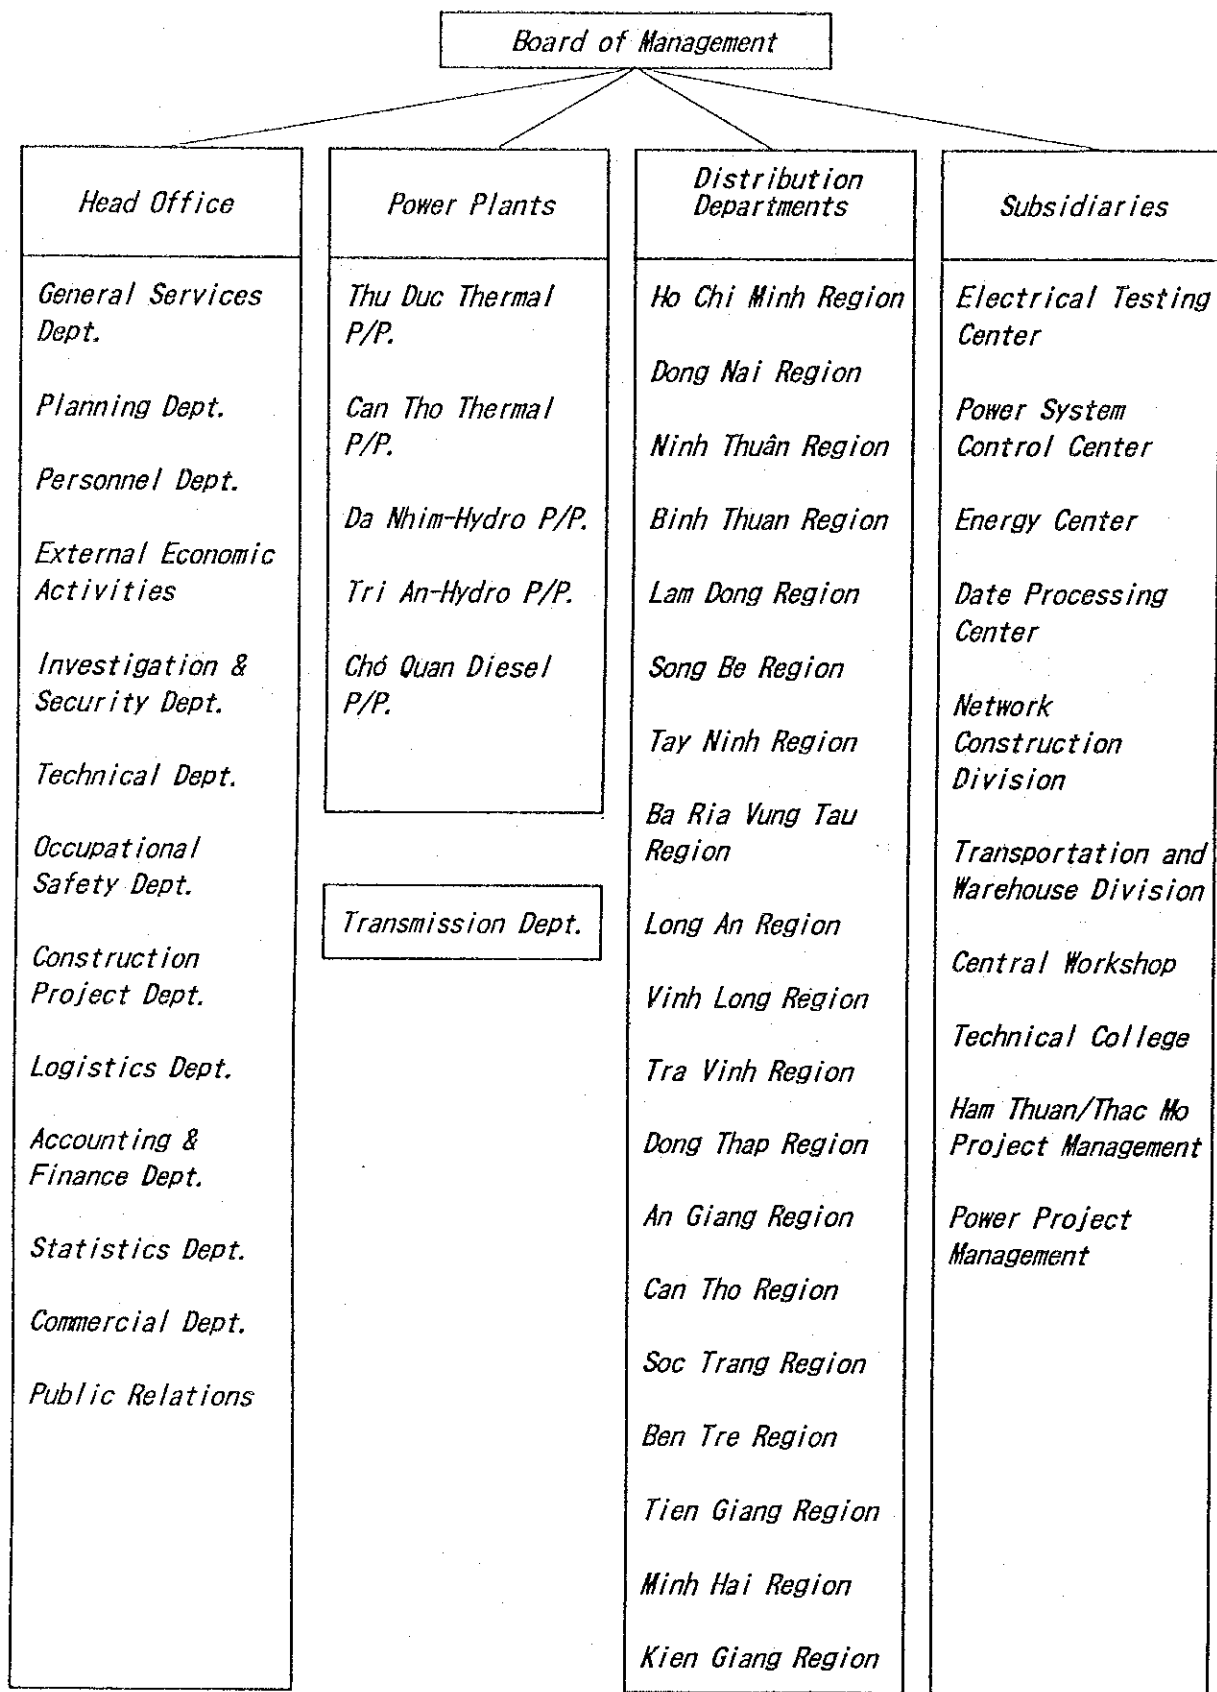 Board of Management
Head Office
General Services
Dept.
Planning Dept.
Personnel Dept.
External Economic
Activities
Investigation &
Security Dept.
Technical Dept.
Occupational
Safety Dept.
Construction
Project Dept.
Logistics Dept.
Accounting &
Finance Dept.
Statistics Dept.
Commercial Dept.
Public Relations
Power Plants
Thu Duc Thermal
P/P.
Can Tho Thermal
P/P.
Da Nhim-Hydro P/P.
Tri An-Hydro P/P.
Chó Quan Diesel
P/P.
Transmission Dept.
Distribution
Departments
Ho Chi Minh Region
Dong Nai Region
Ninh Thuân Region
Binh Thuan Region
Lam Dong Region
Song Be Region
Tay Ninh Region
Ba Ria Vung Tau
Region
Long An Region
Vinh Long Region
Tra Vinh Region
Dong Thap Region
An Giang Region
Can Tho Region
Soc Trang Region
Ben Tre Region
Tien Giang Region
Minh Hai Region
Kien Giang Region
Subsidiaries
Electrical Testing
Center
Power System
Control Center
Energy Center
Date Processing
Center
Network
Construction
Division
Transportation and
Warehouse Division
Central Workshop
Technical College
Ham Thuan/Thac Mo
Project Management
Power Project
Management